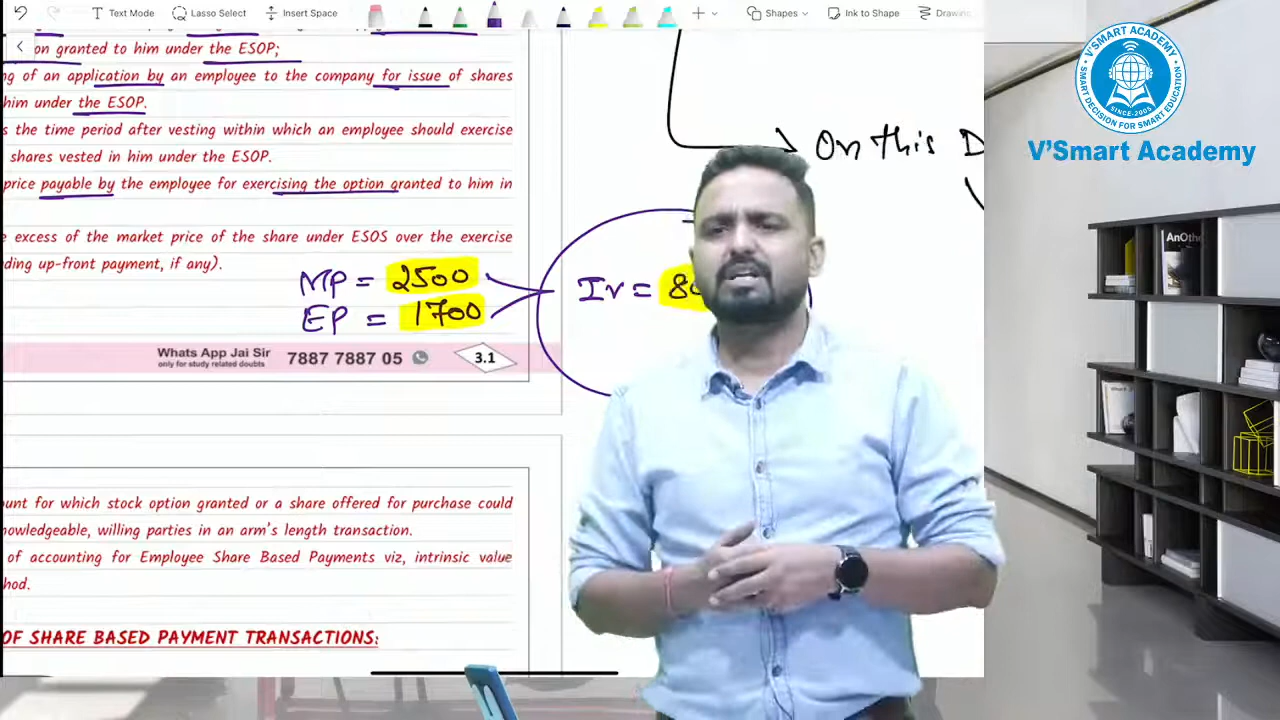 Text Mode Lasso Select Insert Space Shapes Ink to Shape Drawing
on granted to him under the ESOP;
of an application by an employee to the company for issue of shares
him under the ESOP.
the time period after vesting within which an employee should exercise
shares vested in him under the ESOP.
price payable by the employee for exercising the option granted to him in
excess of the market price of the share under ESOS over the exercise
up-front payment, if any).
MP = 2500
EP = 1700
Iv =
On this
Whats App Jai Sir
only for study related doubts
7887 7887 05
3.1
for which stock option granted or a share offered for purchase could
willing parties in an arm's length transaction.
of accounting for Employee Share Based Payments viz, intrinsic value
OF SHARE BASED PAYMENT TRANSACTIONS:
V'SMART ACADEMY
SMART DECISION FOR SMART EDUCATION
SINCE-2005
V'Smart Academy